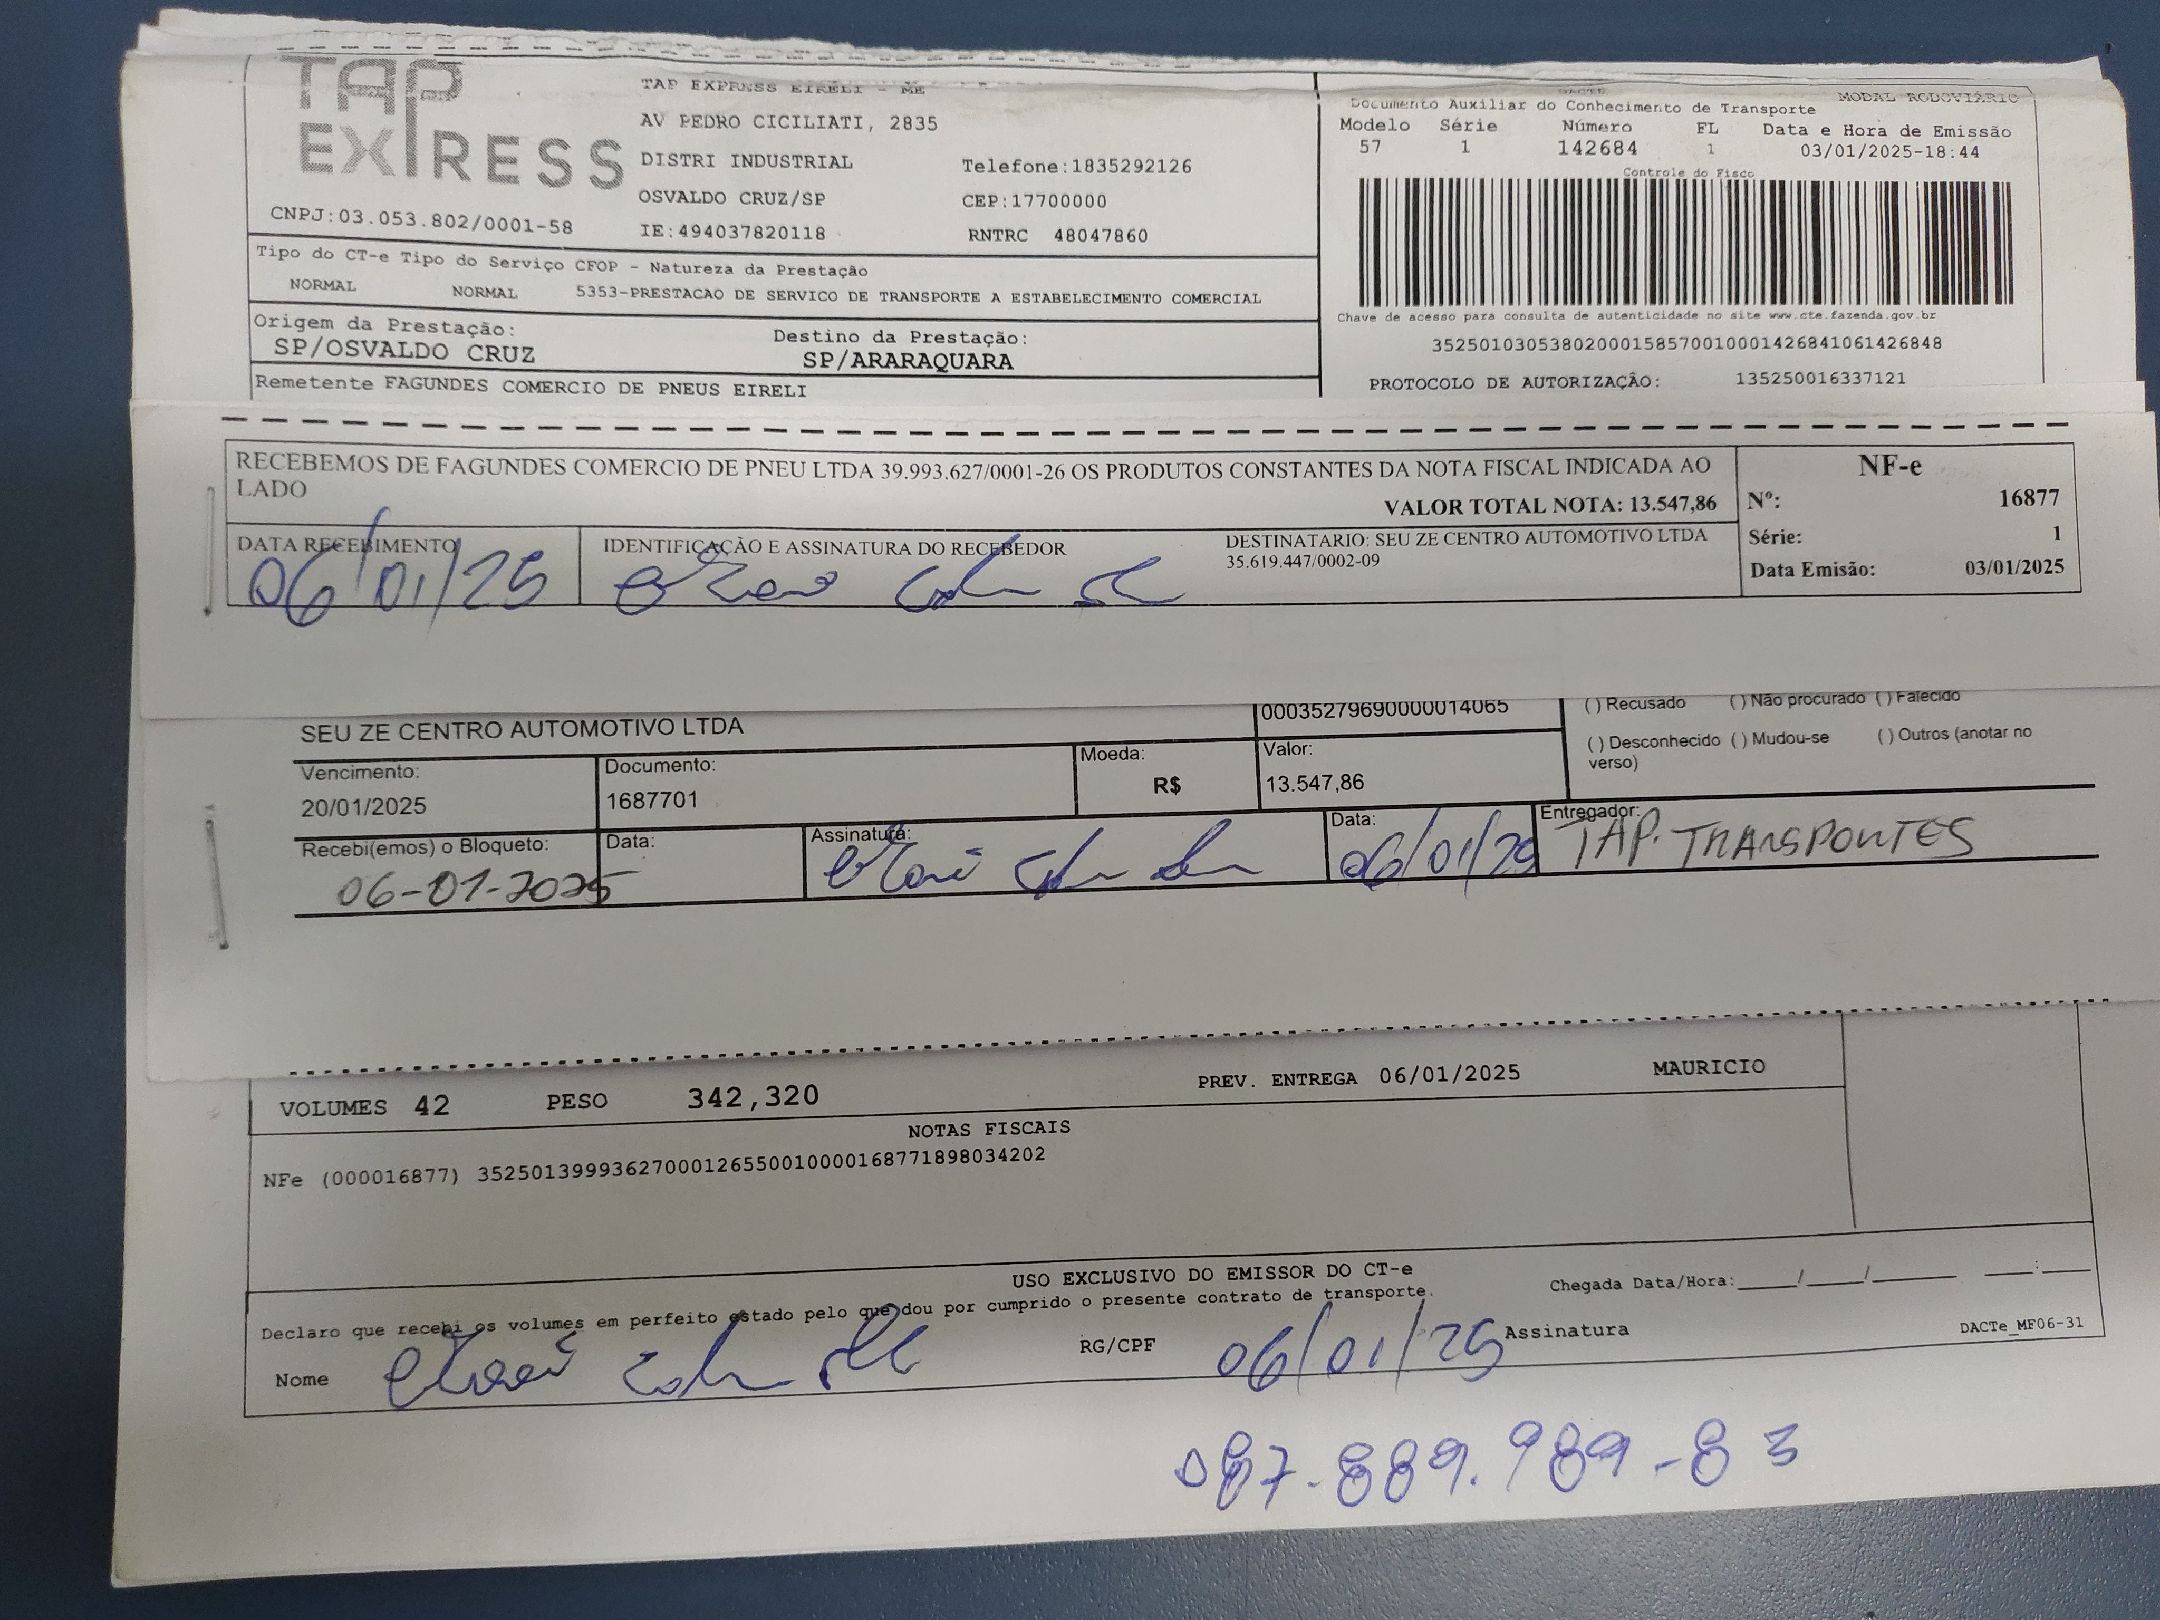 TAP
EXPRESS
CNPJ:03.053.802/0001-58
TAP EXPRESS EIRELI - ME
AV PEDRO CICILIATI, 2835
DISTRI INDUSTRIAL
Telefone:1835292126
OSVALDO CRUZ/SP
CEP:17700000
IE:494037820118
RNTRC 48047860
DACTE
MODAL RODOVIÁRIO
Documento Auxiliar do Conhecimento de Transporte
Modelo Série Número FL Data e Hora de Emissão
57 1 142684 1 03/01/2025-18:44
Controle do Fisco
Chave de acesso para consulta de autenticidade no site www.cte.fazenda.gov.br
35250103053802000158570010001426841061426848
PROTOCOLO DE AUTORIZAÇÃO: 135250016337121
Tipo do CT-e Tipo do Serviço CFOP - Natureza da Prestação
NORMAL NORMAL 5353-PRESTACAO DE SERVICO DE TRANSPORTE A ESTABELECIMENTO COMERCIAL
Origem da Prestação: Destino da Prestação:
SP/OSVALDO CRUZ SP/ARARAQUARA
Remetente FAGUNDES COMERCIO DE PNEUS EIRELI
RECEBEMOS DE FAGUNDES COMERCIO DE PNEU LTDA 39.993.627/0001-26 OS PRODUTOS CONSTANTES DA NOTA FISCAL INDICADA AO
LADO
VALOR TOTAL NOTA: 13.547,86
NF-e
Nº: 16877
Série: 1
Data Emisão: 03/01/2025
DATA RECEBIMENTO
06/01/25
IDENTIFICAÇÃO E ASSINATURA DO RECEBEDOR
DESTINATARIO: SEU ZE CENTRO AUTOMOTIVO LTDA
35.619.447/0002-09
SEU ZE CENTRO AUTOMOTIVO LTDA
00035279690000014065
( ) Recusado ( ) Não procurado ( ) Falecido
( ) Desconhecido ( ) Mudou-se ( ) Outros (anotar no
verso)
Vencimento: Documento: Moeda: Valor:
20/01/2025 1687701 R$ 13.547,86
Recebi(emos) o Bloqueto: Data: Assinatura: Data: Entregador:
06-01-2025 06/01/25 TAP. TRANSPORTES
VOLUMES 42 PESO 342,320 PREV. ENTREGA 06/01/2025 MAURICIO
NOTAS FISCAIS
NFe (000016877) 35250139993627000126550010000168771898034202
USO EXCLUSIVO DO EMISSOR DO CT-e
Declaro que recebi os volumes em perfeito estado pelo que dou por cumprido o presente contrato de transporte.
Chegada Data/Hora:____/____/______ ____:____
Nome RG/CPF 06/01/25 Assinatura
DACTe_MF06-31
087.889.989-83